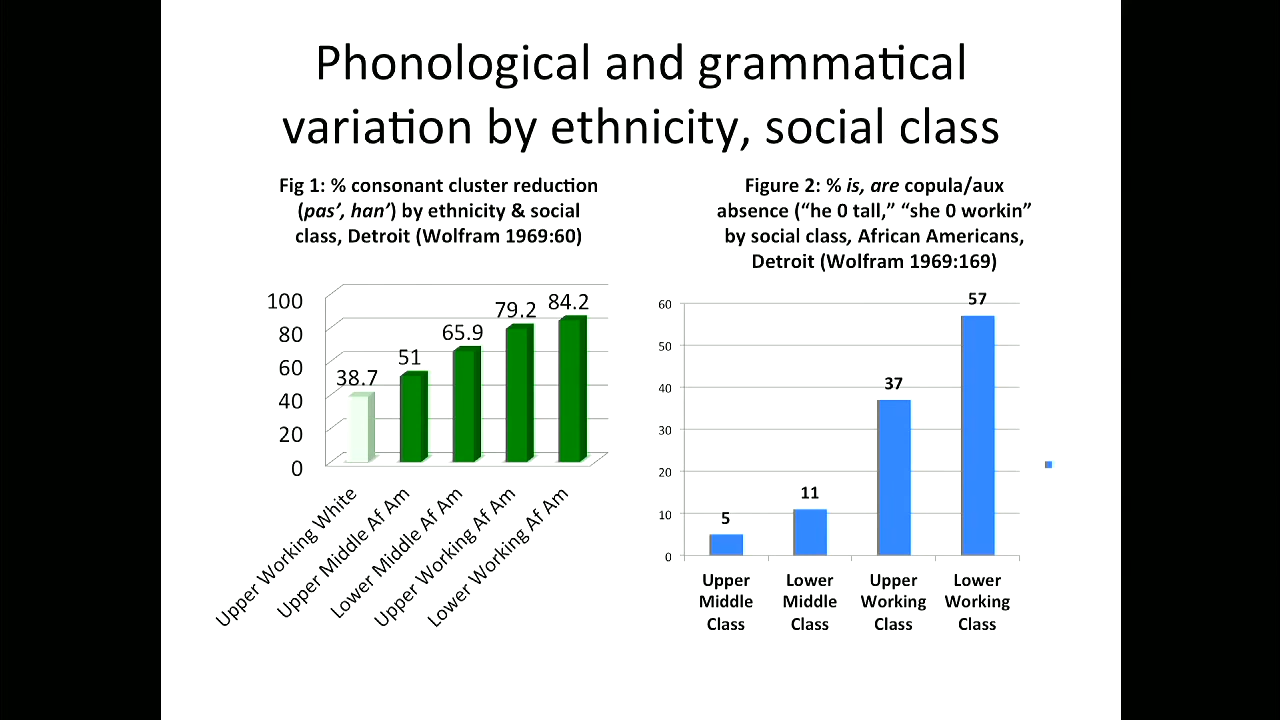 Phonological and grammatical
variation by ethnicity, social class
Fig 1: % consonant cluster reduction
(pas', han') by ethnicity & social
class, Detroit (Wolfram 1969:60)
100
80
60
40
20
0
38.7
51
65.9
79.2
84.2
Upper Working White
Upper Middle Af Am
Lower Middle Af Am
Upper Working Af Am
Lower Working Af Am
Figure 2: % is, are copula/aux
absence (“he 0 tall,” “she 0 workin”
by social class, African Americans,
Detroit (Wolfram 1969:169)
60
50
40
30
20
10
0
5
11
37
57
Upper
Middle
Class
Lower
Middle
Class
Upper
Working
Class
Lower
Working
Class